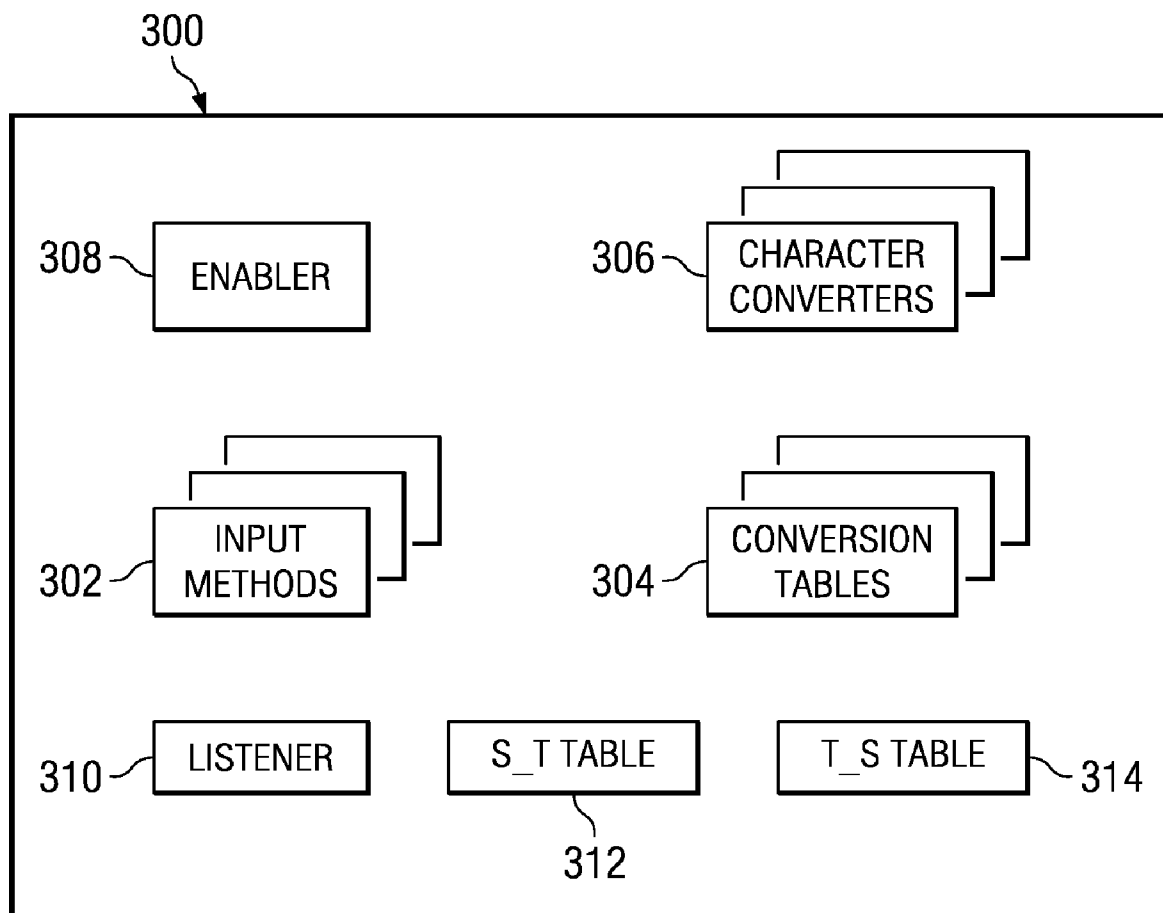 300
308
ENABLER
306
CHARACTER
CONVERTERS
302
INPUT
METHODS
304
CONVERSION
TABLES
310
LISTENER
S_T TABLE
312
T_S TABLE
314